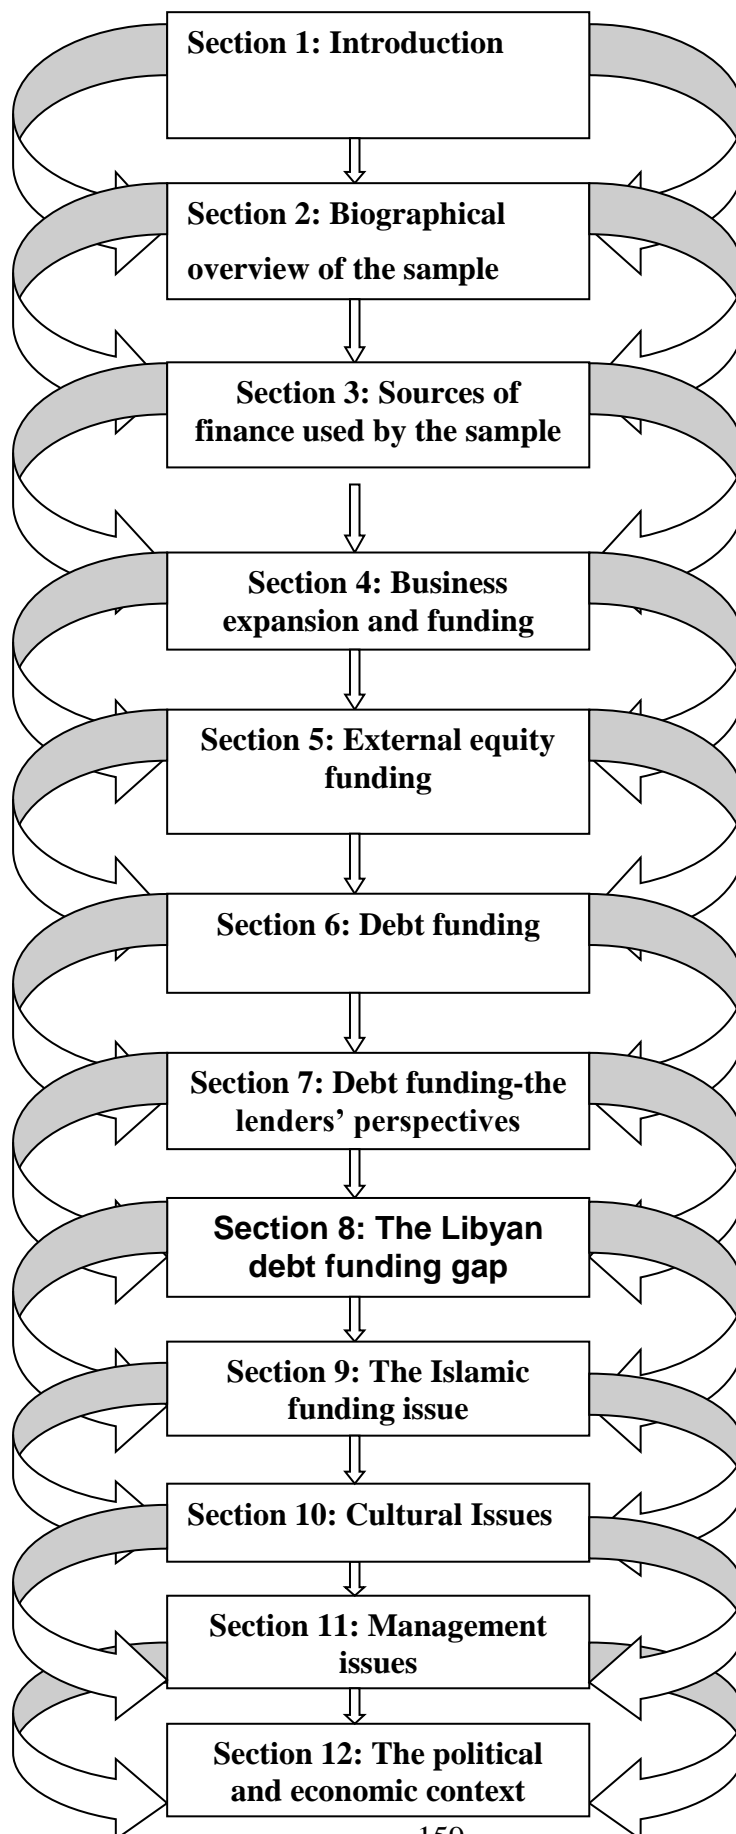 Section 1: Introduction
Section 2: Biographical
overview of the sample
Section 3: Sources of
finance used by the sample
Section 4: Business
expansion and funding
Section 5: External equity
funding
Section 6: Debt funding
Section 7: Debt funding-the
lenders’ perspectives
Section 8: The Libyan
debt funding gap
Section 9: The Islamic
funding issue
Section 10: Cultural Issues
Section 11: Management
issues
Section 12: The political
and economic context
159